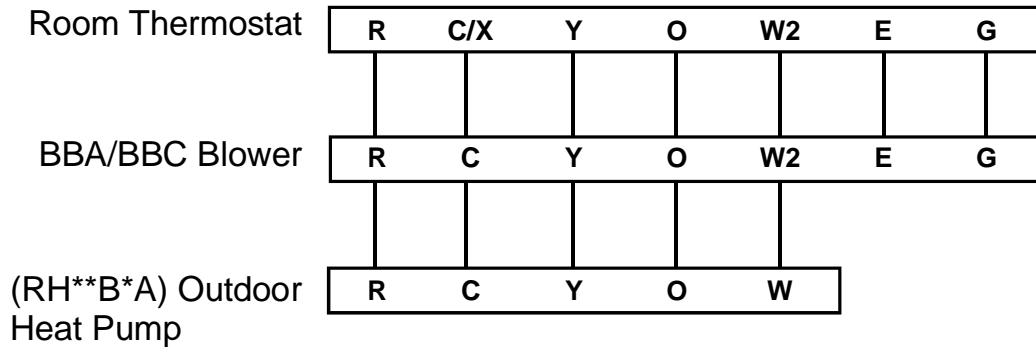 Room Thermostat R C/X Y O W2 E G
BBA/BBC Blower R C Y O W2 E G
(RH**B*A) Outdoor R C Y O W
Heat Pump